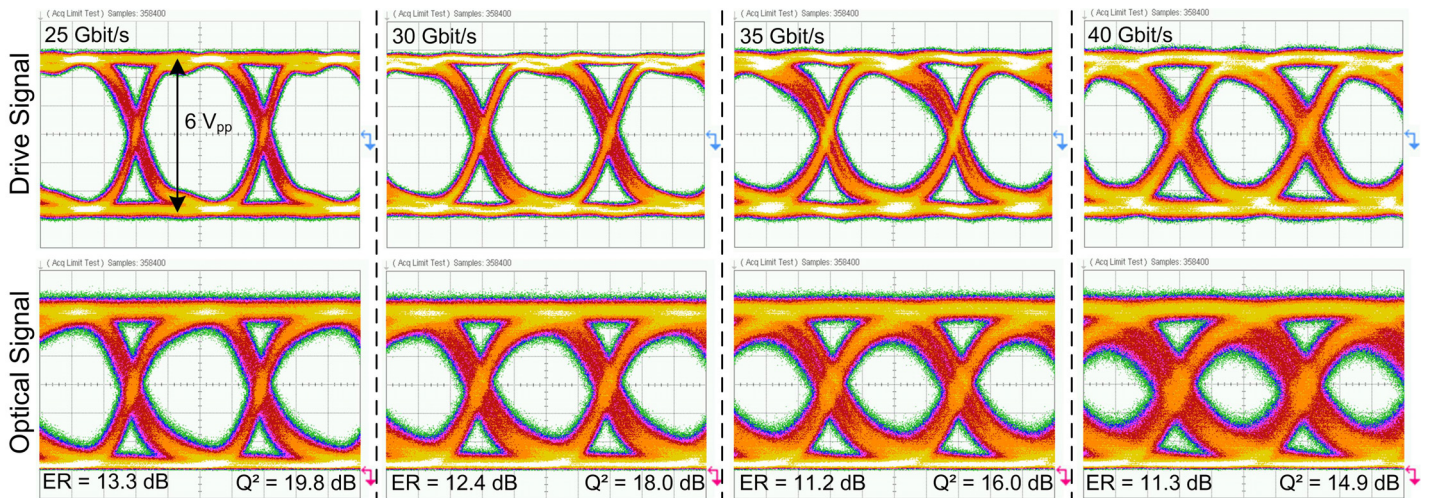 ( Acq Limit Test ) Samples: 358400
( Acq Limit Test ) Samples: 358400
( Acq Limit Test ) Samples: 358400
( Acq Limit Test ) Samples: 358400
25 Gbit/s
30 Gbit/s
35 Gbit/s
40 Gbit/s
Drive Signal
6 Vpp
( Acq Limit Test ) Samples: 358400
( Acq Limit Test ) Samples: 358400
( Acq Limit Test ) Samples: 358400
( Acq Limit Test ) Samples: 358400
Optical Signal
ER = 13.3 dB Q² = 19.8 dB
ER = 12.4 dB Q² = 18.0 dB
ER = 11.2 dB Q² = 16.0 dB
ER = 11.3 dB Q² = 14.9 dB